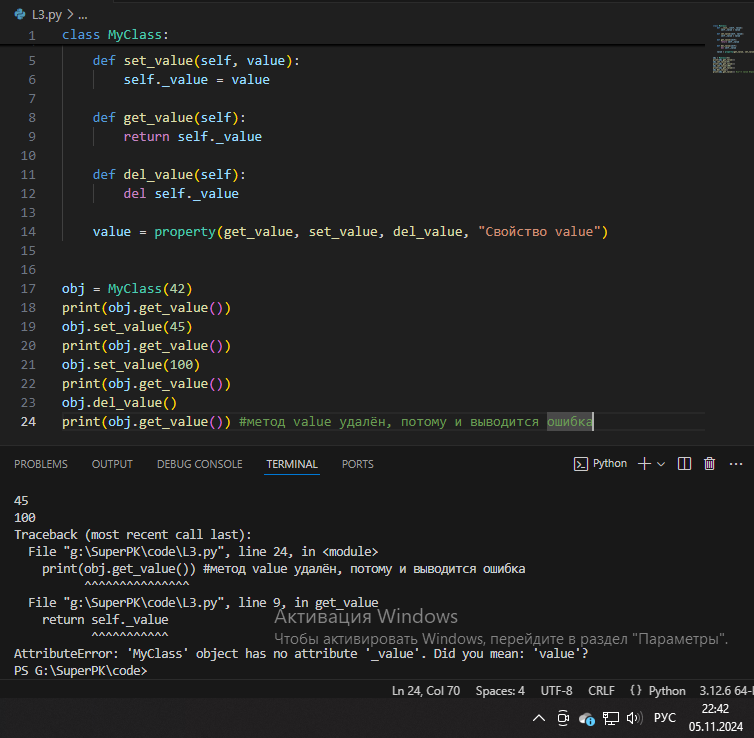 L3.py > ...
1 class MyClass:
5 def set_value(self, value):
6 self._value = value
7
8 def get_value(self):
9 return self._value
10
11 def del_value(self):
12 del self._value
13
14 value = property(get_value, set_value, del_value, "Свойство value")
15
16
17 obj = MyClass(42)
18 print(obj.get_value())
19 obj.set_value(45)
20 print(obj.get_value())
21 obj.set_value(100)
22 print(obj.get_value())
23 obj.del_value()
24 print(obj.get_value()) #метод value удалён, потому и выводится ошибка
PROBLEMS OUTPUT DEBUG CONSOLE TERMINAL PORTS Python
45
100
Traceback (most recent call last):
File "g:\SuperPK\code\L3.py", line 24, in <module>
print(obj.get_value()) #метод value удалён, потому и выводится ошибка
^^^^^^^^^^^^^^^
File "g:\SuperPK\code\L3.py", line 9, in get_value
return self._value
^^^^^^^^^^^
AttributeError: 'MyClass' object has no attribute '_value'. Did you mean: 'value'?
PS G:\SuperPK\code>
Активация Windows
Чтобы активировать Windows, перейдите в раздел "Параметры".
Ln 24, Col 70 Spaces: 4 UTF-8 CRLF {} Python 3.12.6 64-
РУС 22:42
05.11.2024